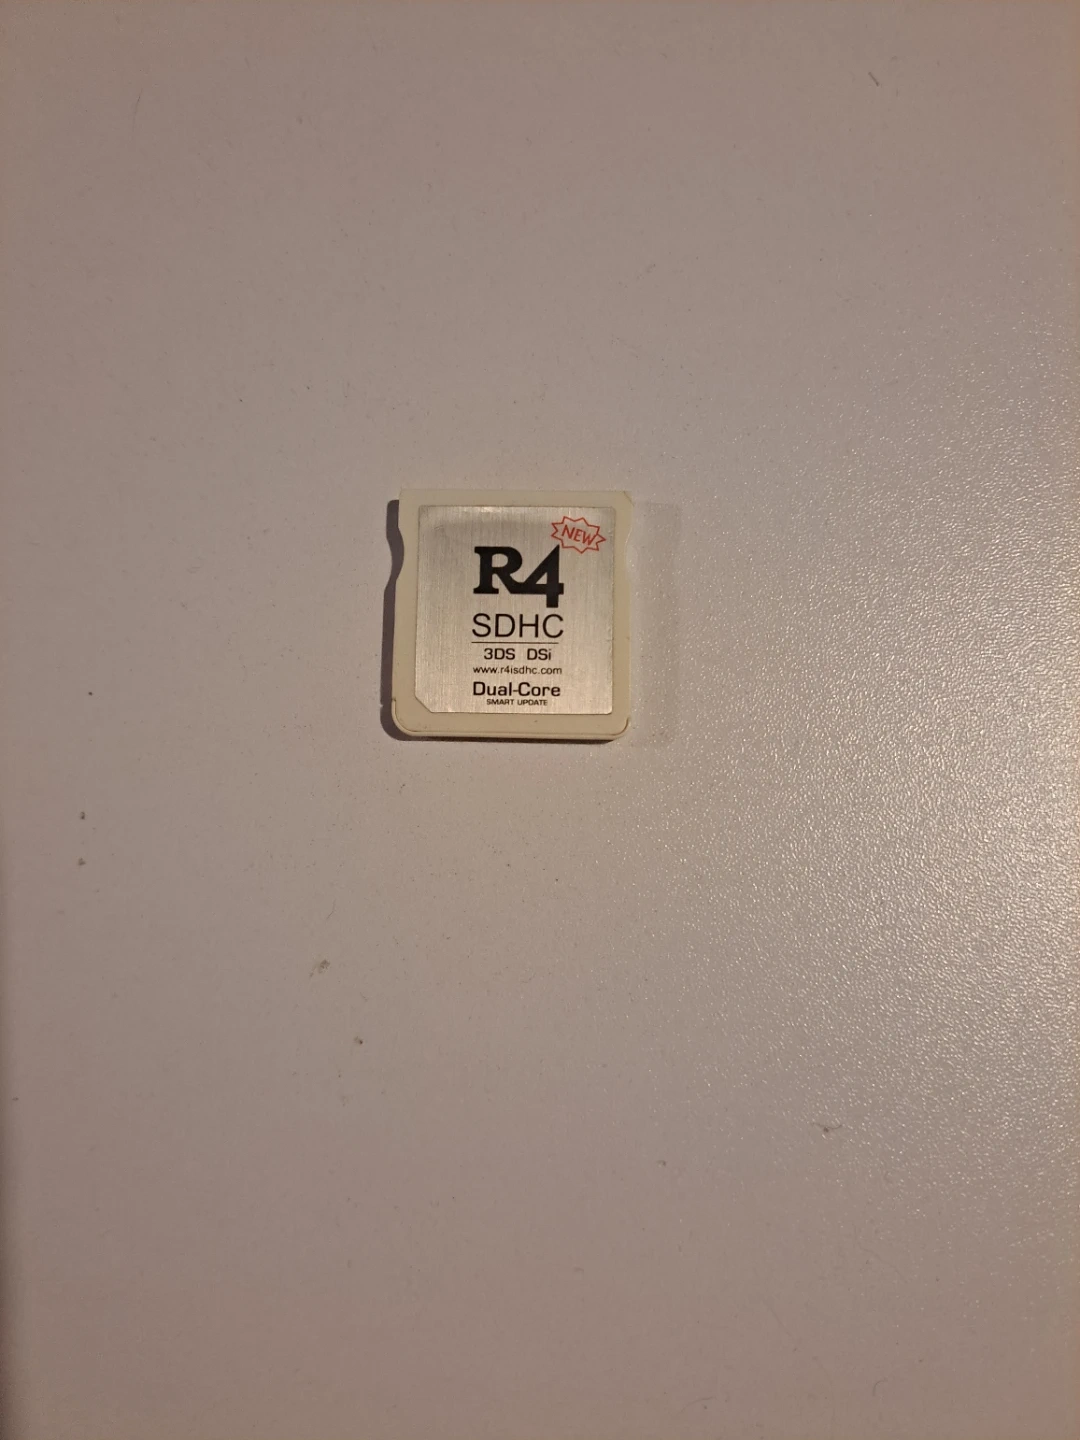 NEW
R4
SDHC
3DS DSi
www.r4isdhc.com
Dual-Core
SMART UPDATE